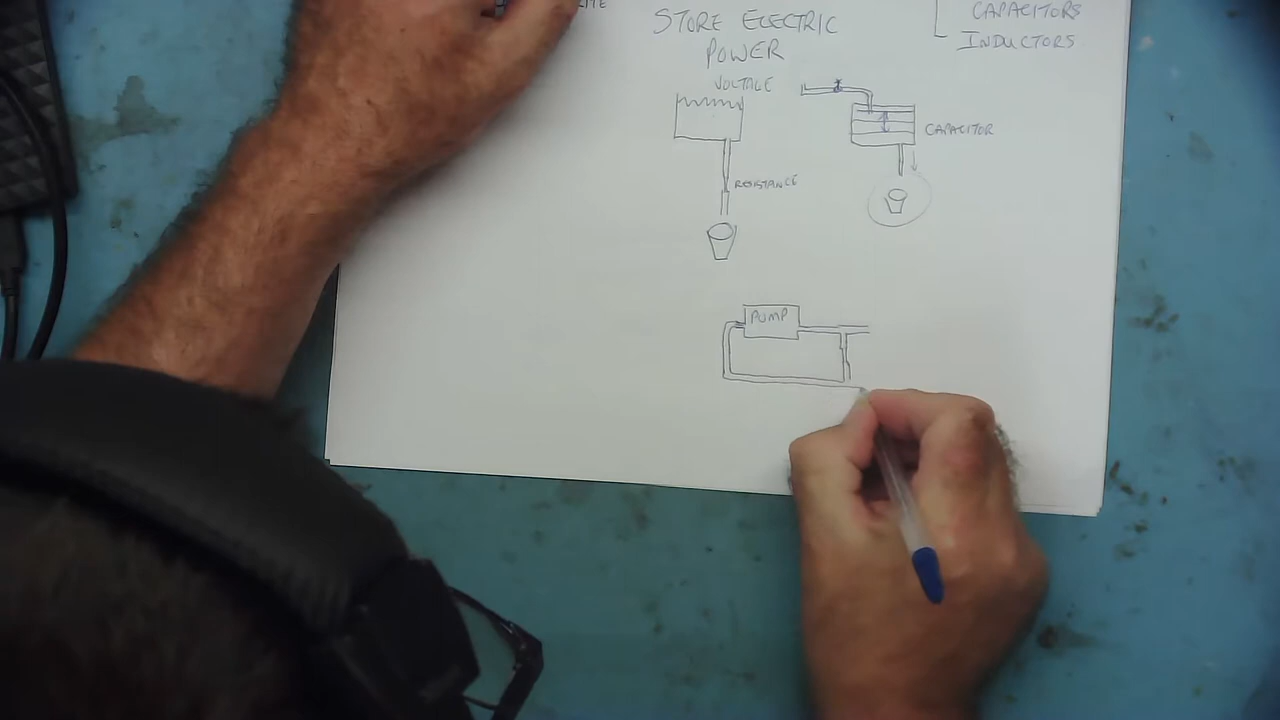 STORE ELECTRIC
POWER
CAPACITORS
INDUCTORS
VOLTAGE
CAPACITOR
RESISTANCE
PUMP